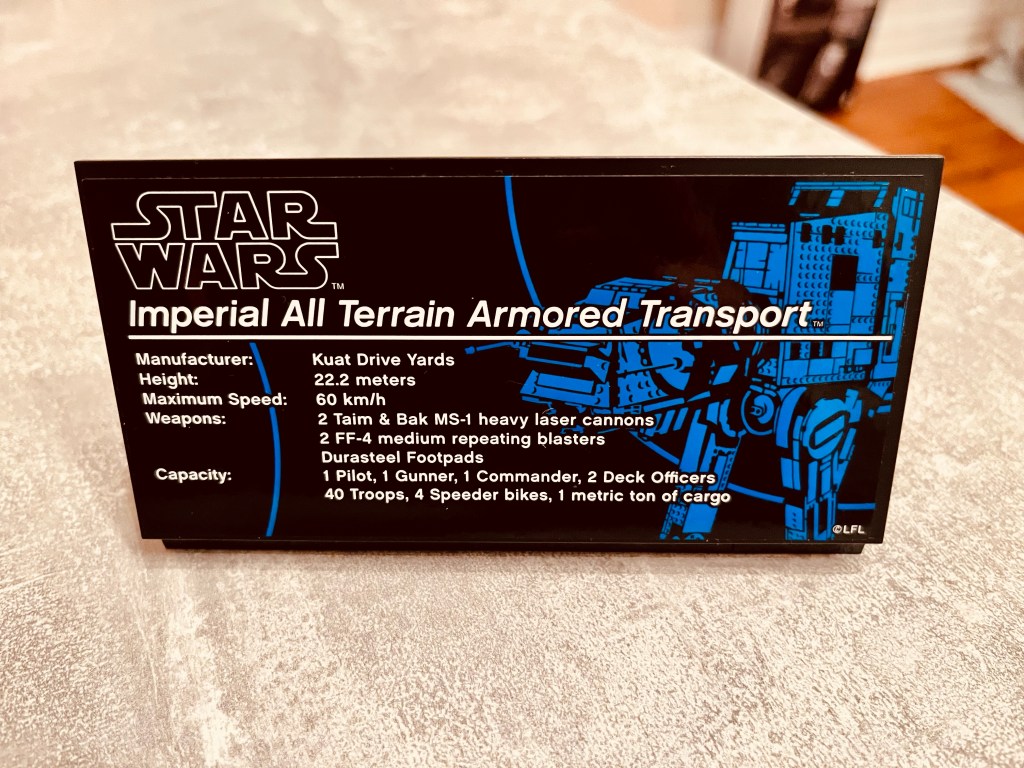 STAR
WARS™
Imperial All Terrain Armored Transport™
Manufacturer: Kuat Drive Yards
Height: 22.2 meters
Maximum Speed: 60 km/h
Weapons: 2 Taim & Bak MS-1 heavy laser cannons
2 FF-4 medium repeating blasters
Durasteel Footpads
Capacity: 1 Pilot, 1 Gunner, 1 Commander, 2 Deck Officers
40 Troops, 4 Speeder bikes, 1 metric ton of cargo
©LFL